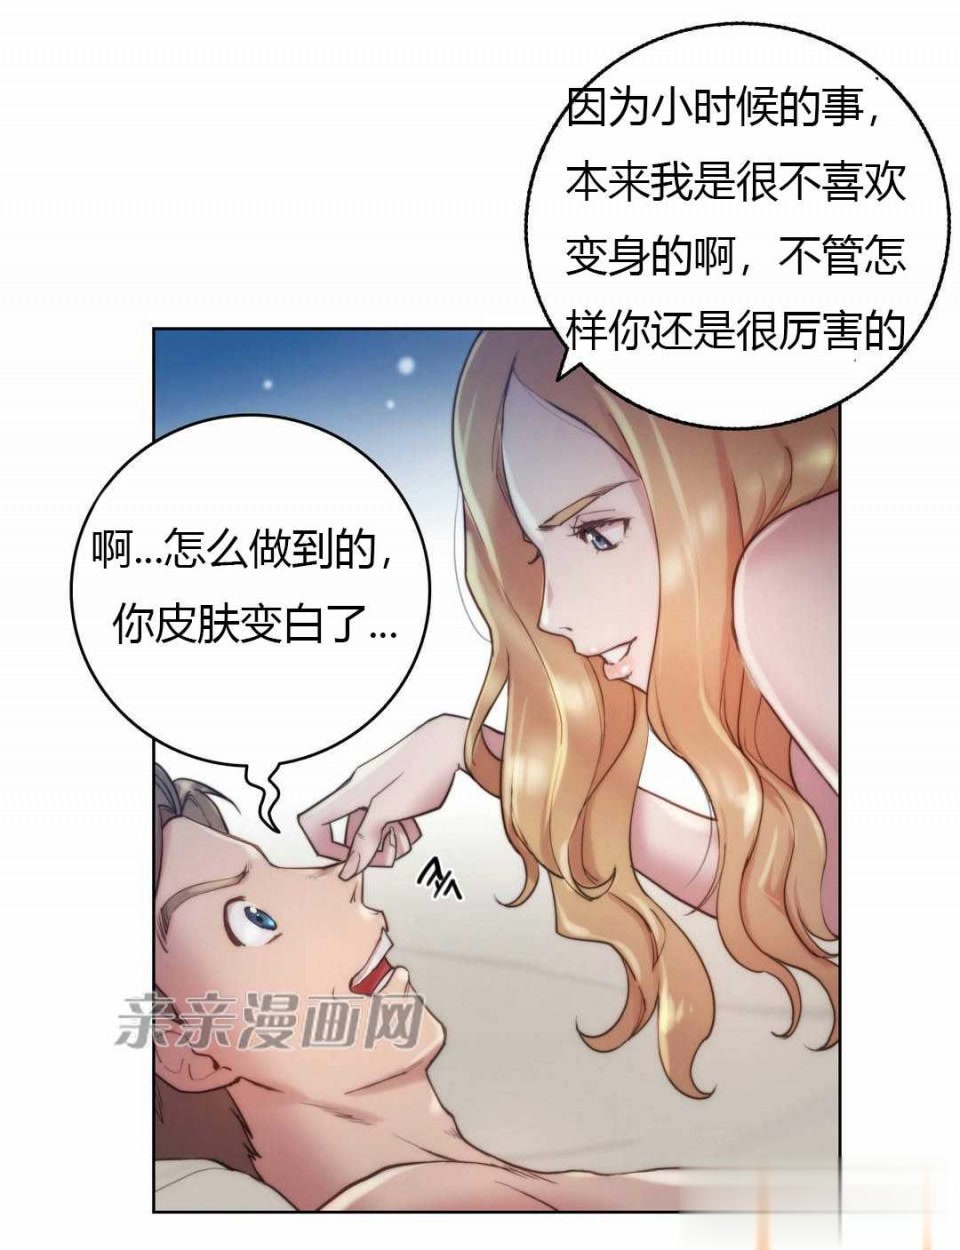 因为小时候的事，
本来我是很不喜欢
变身的啊，不管怎
样你还是很厉害的
啊...怎么做到的，
你皮肤变白了...
亲亲漫画网